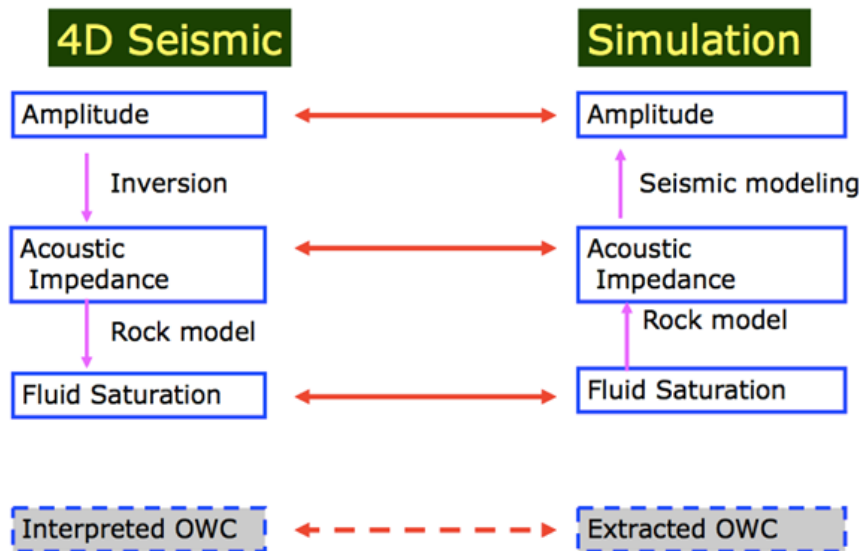 4D Seismic
Simulation
Amplitude
Amplitude
Inversion
Seismic modeling
Acoustic
Impedance
Acoustic
Impedance
Rock model
Rock model
Fluid Saturation
Fluid Saturation
Interpreted OWC
Extracted OWC